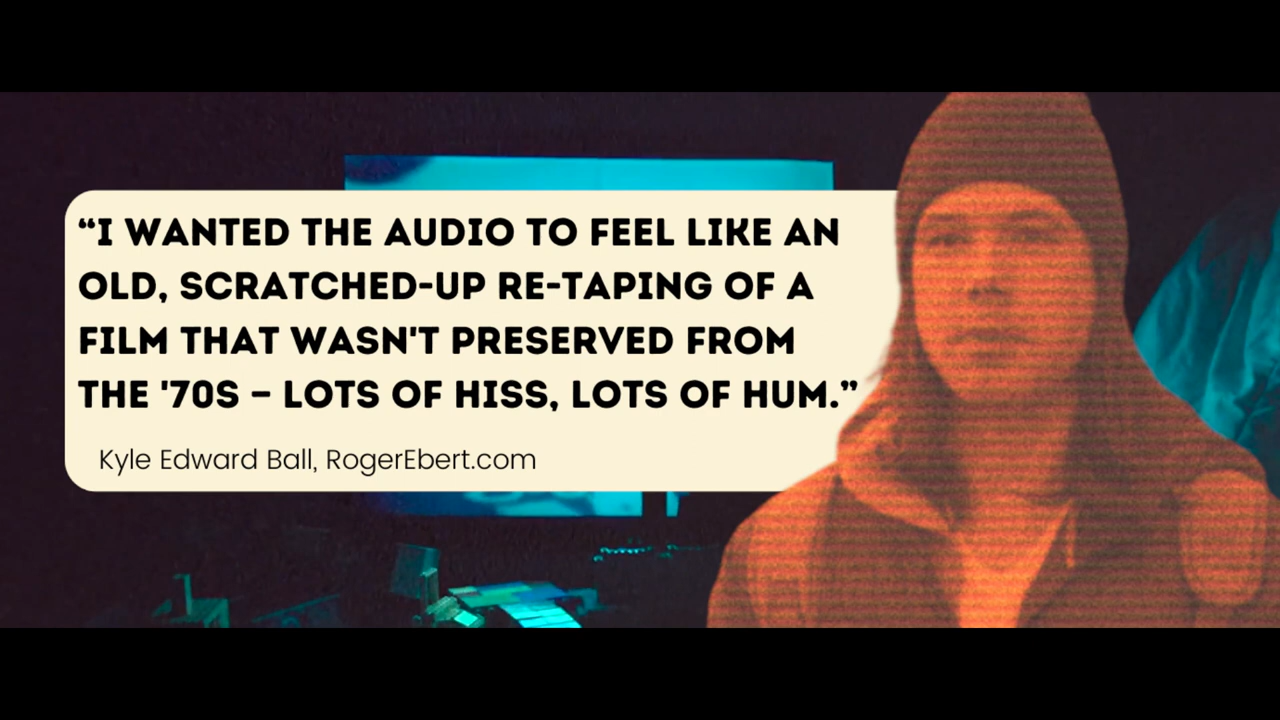 “I WANTED THE AUDIO TO FEEL LIKE AN
OLD, SCRATCHED-UP RE-TAPING OF A
FILM THAT WASN'T PRESERVED FROM
THE '70S – LOTS OF HISS, LOTS OF HUM.”
Kyle Edward Ball, RogerEbert.com